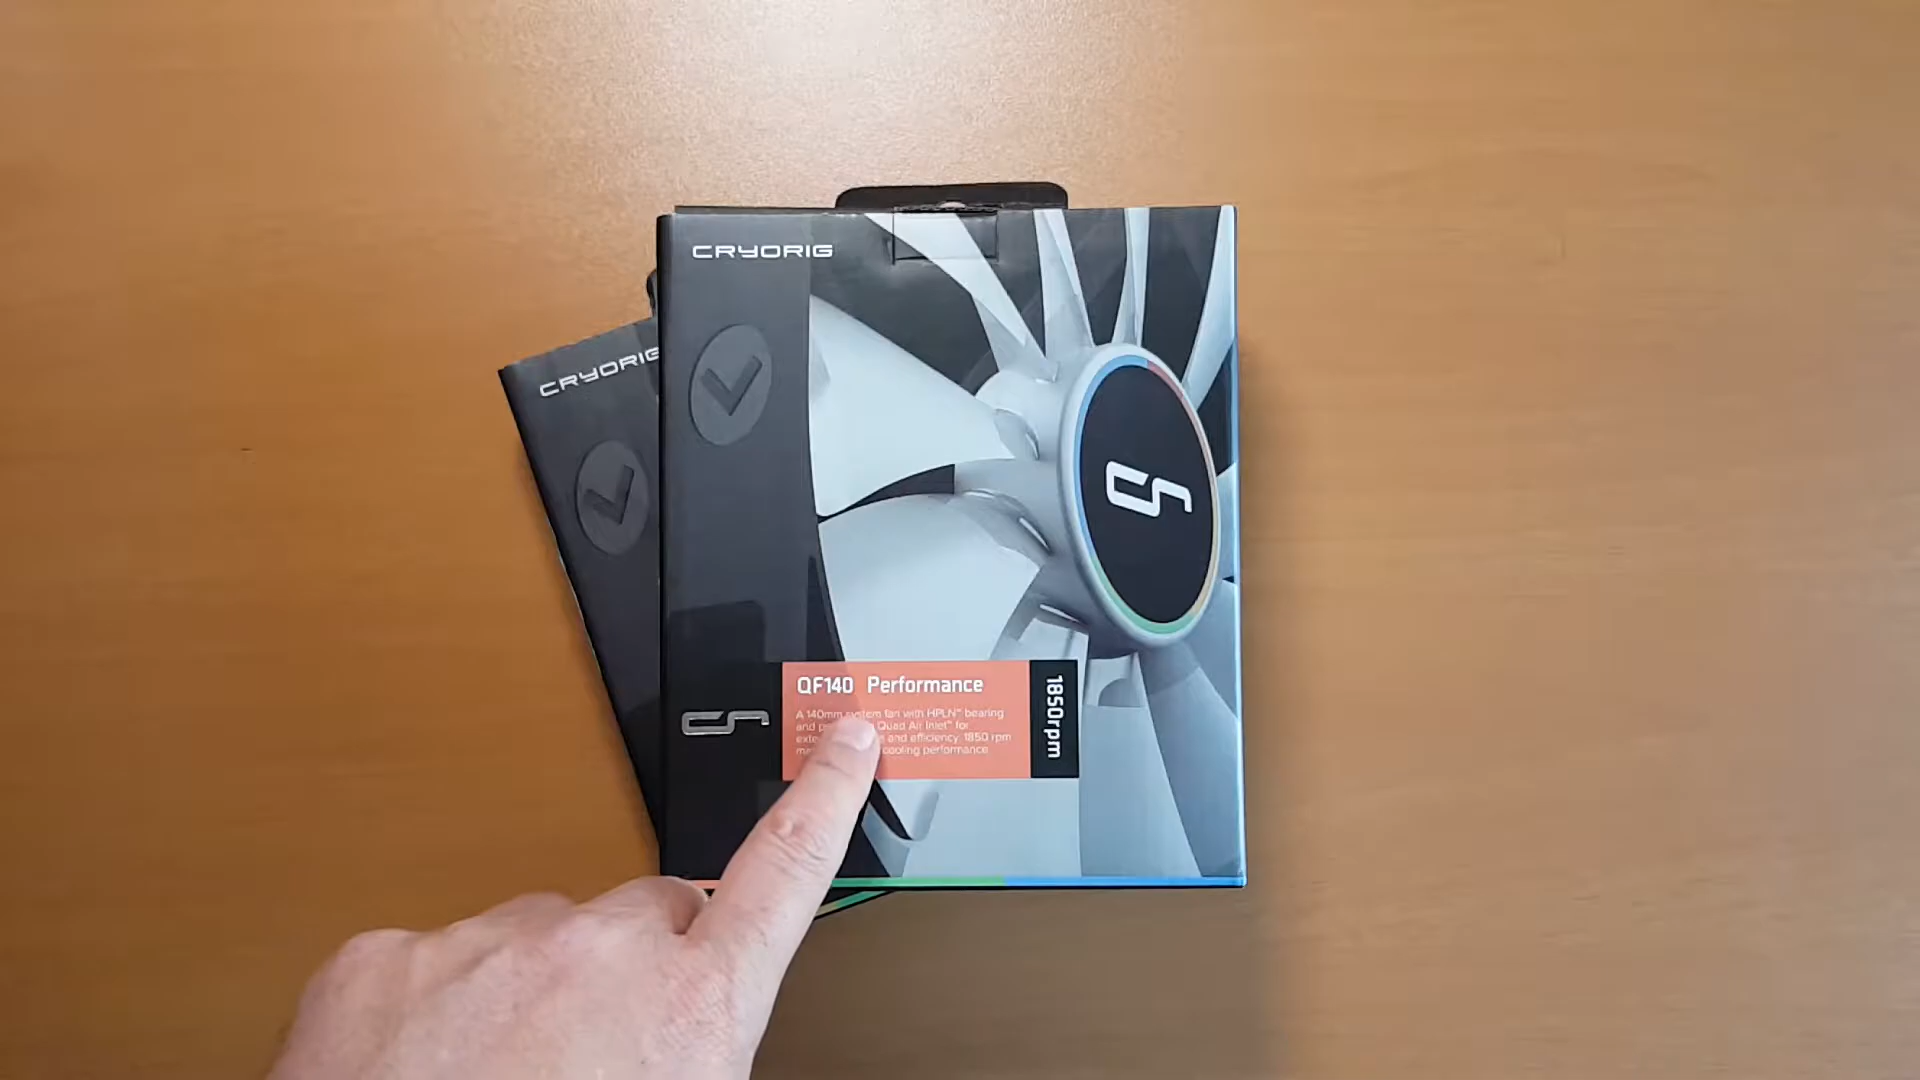 CRYORIG
CRYORIG
QF140 Performance
A 140mm system fan with HPLN™ bearing
and Quad Air Inlet™ for
and efficiency. 1850 rpm
cooling performance
1850rpm